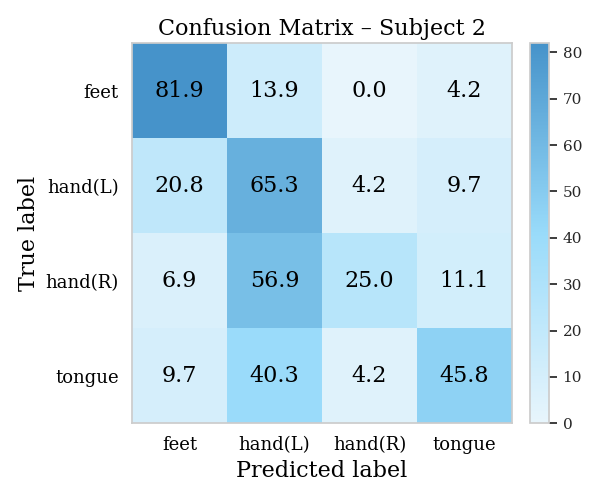 Confusion Matrix – Subject 2
True label
feet
81.9 13.9 0.0 4.2
hand(L)
20.8 65.3 4.2 9.7
hand(R)
6.9 56.9 25.0 11.1
tongue
9.7 40.3 4.2 45.8
feet hand(L) hand(R) tongue
Predicted label
80
70
60
50
40
30
20
10
0